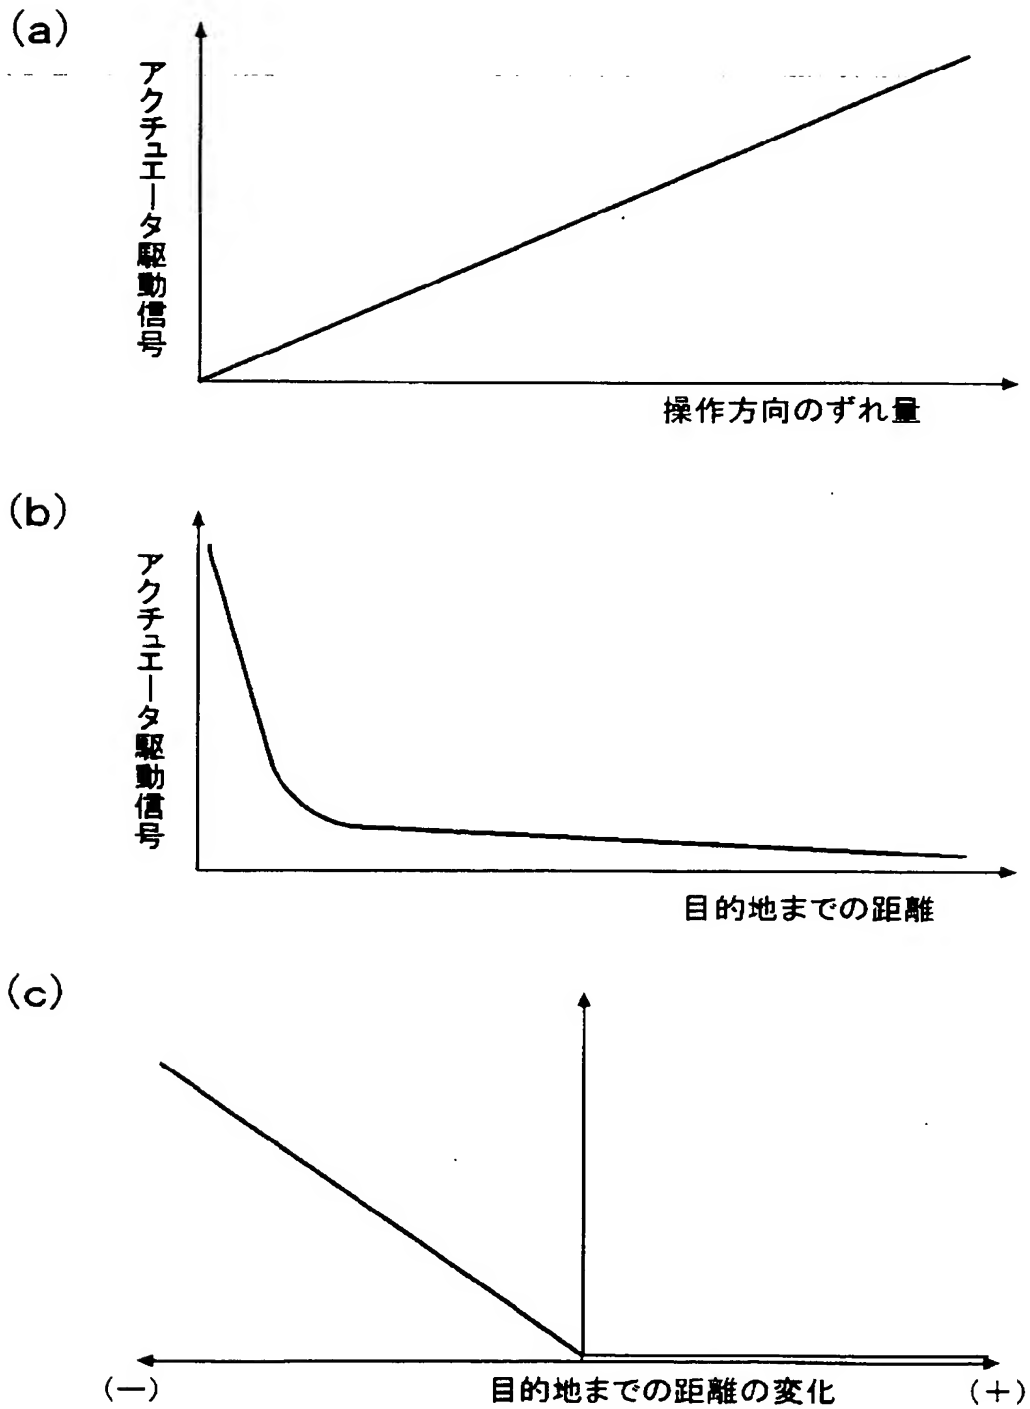 (a)
アクチュエータ駆動信号
操作方向のずれ量
(b)
アクチュエータ駆動信号
目的地までの距離
(c)
(−)
目的地までの距離の変化
(+)